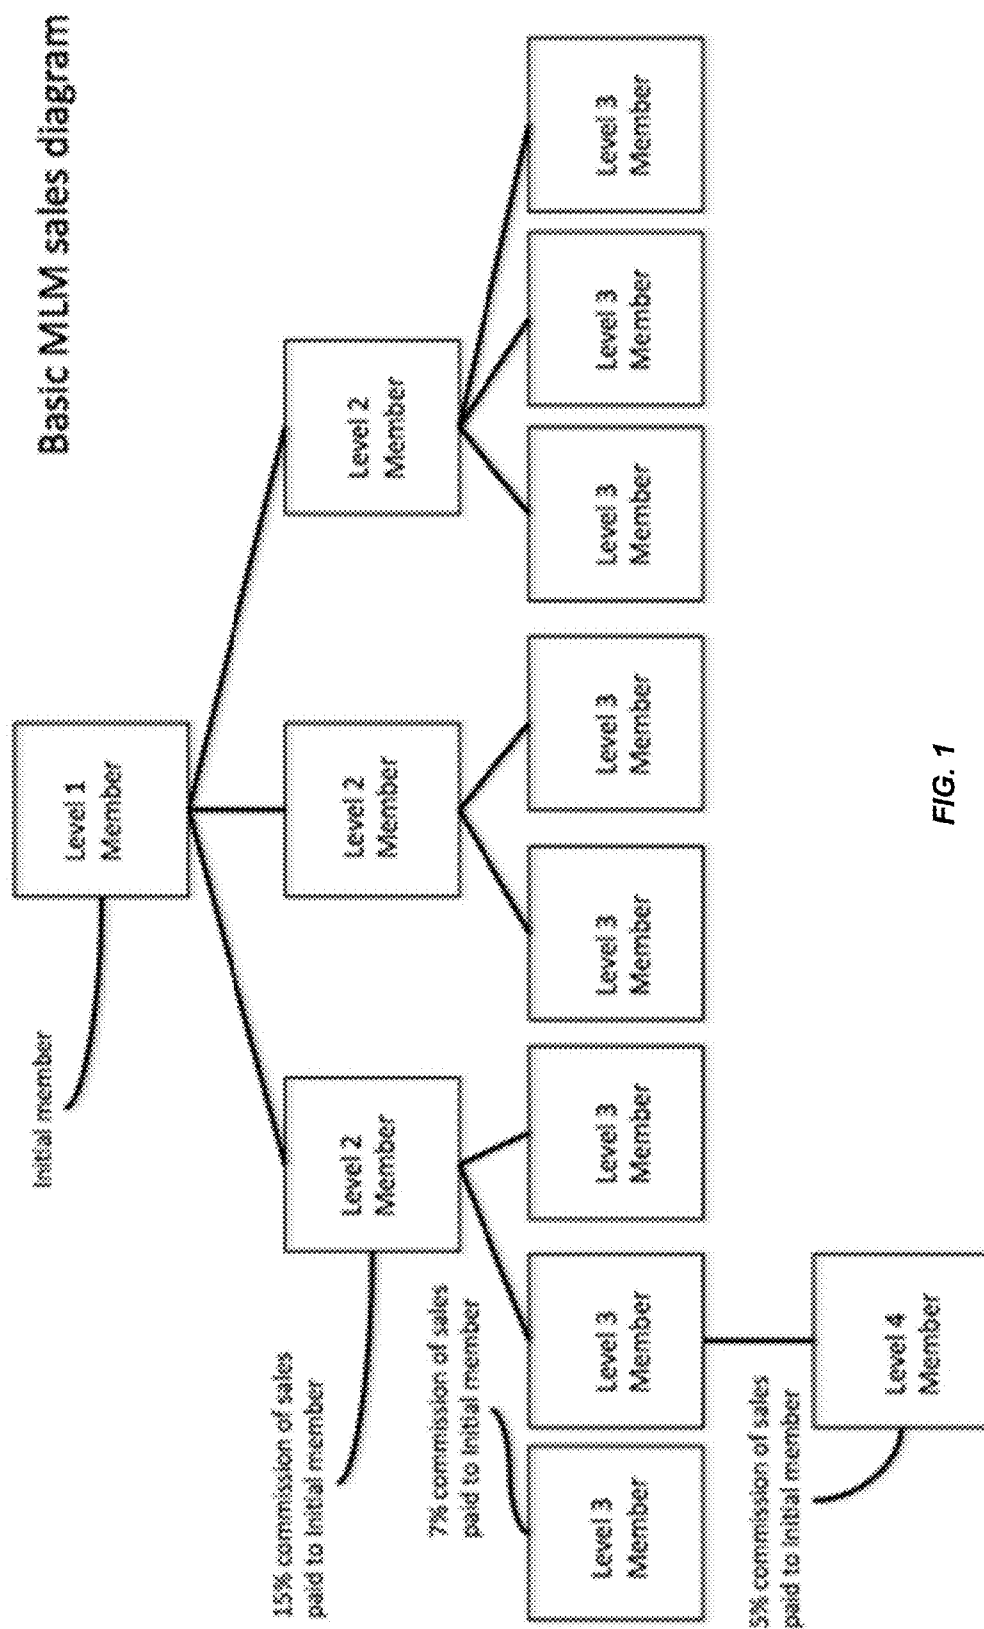 Basic MLM sales diagram
Initial member
Level 1
Member
15% commission of sales
paid to Initial member
Level 2
Member
Level 2
Member
Level 2
Member
7% commission of sales
paid to Initial member
Level 3
Member
Level 3
Member
Level 3
Member
Level 3
Member
Level 3
Member
Level 3
Member
Level 3
Member
Level 3
Member
5% commission of sales
paid to Initial member
Level 4
Member
FIG. 1